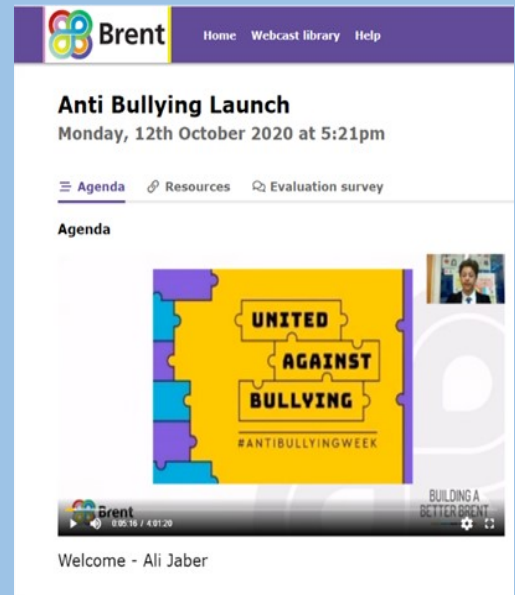 Brent Home Webcast library Help
Anti Bullying Launch
Monday, 12th October 2020 at 5:21pm
Agenda Resources Evaluation survey
Agenda
UNITED
AGAINST
BULLYING
#ANTIBULLYINGWEEK
BUILDING A
BETTER BRENT
Brent
0:05:16 / 4:01:20
Welcome - Ali Jaber